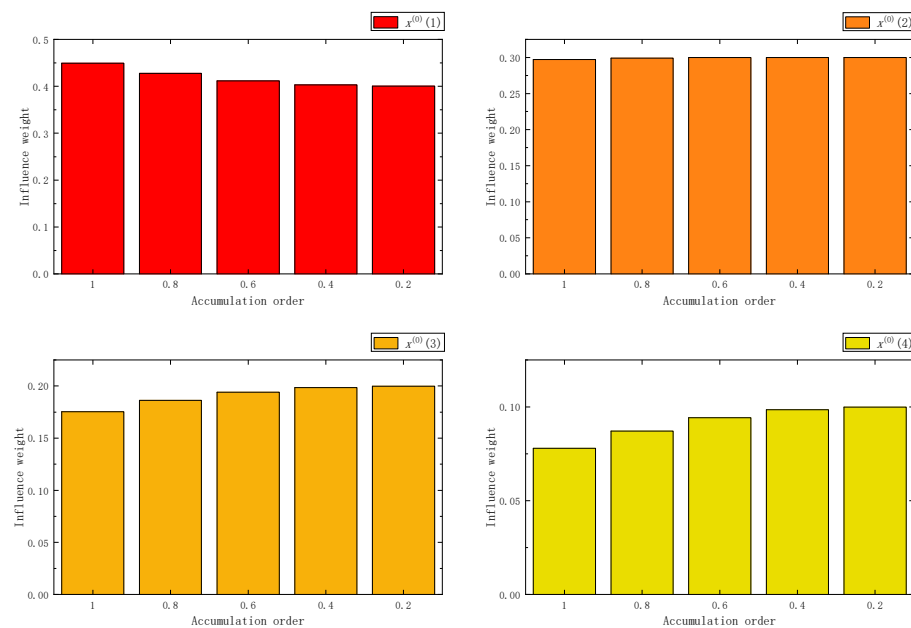 x⁽⁰⁾(1)
0.5
0.4
0.3
0.2
0.1
0.0
Influence weight
1 0.8 0.6 0.4 0.2
Accumulation order
x⁽⁰⁾(2)
0.30
0.25
0.20
0.15
0.10
0.05
0.00
Influence weight
1 0.8 0.6 0.4 0.2
Accumulation order
x⁽⁰⁾(3)
0.20
0.15
0.10
0.05
0.00
Influence weight
1 0.8 0.6 0.4 0.2
Accumulation order
x⁽⁰⁾(4)
0.10
0.05
0.00
Influence weight
1 0.8 0.6 0.4 0.2
Accumulation order